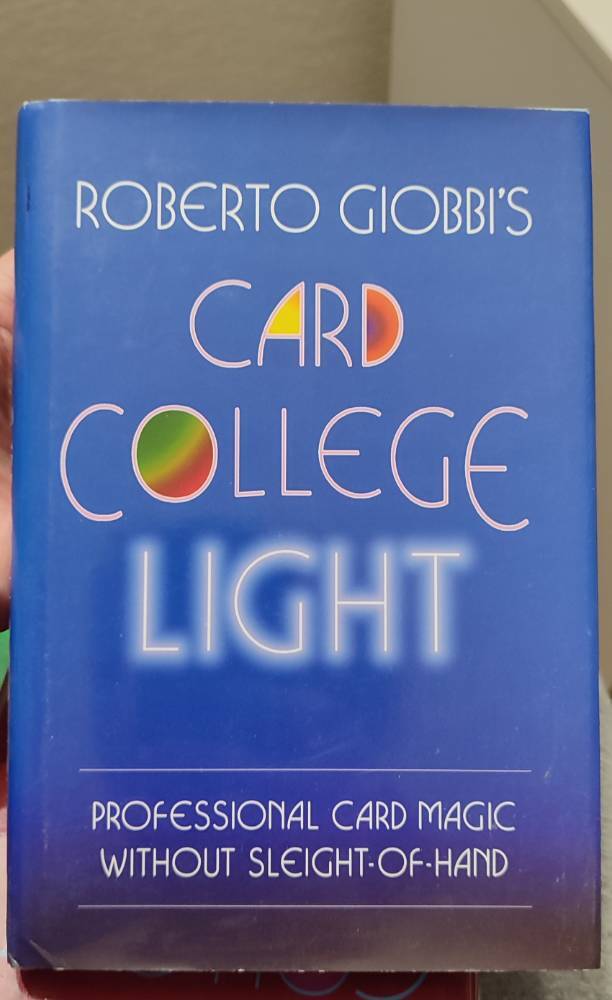 ROBERTO GIOBBI'S
CARD
COLLEGE
LIGHT
PROFESSIONAL CARD MAGIC
WITHOUT SLEIGHT-OF-HAND